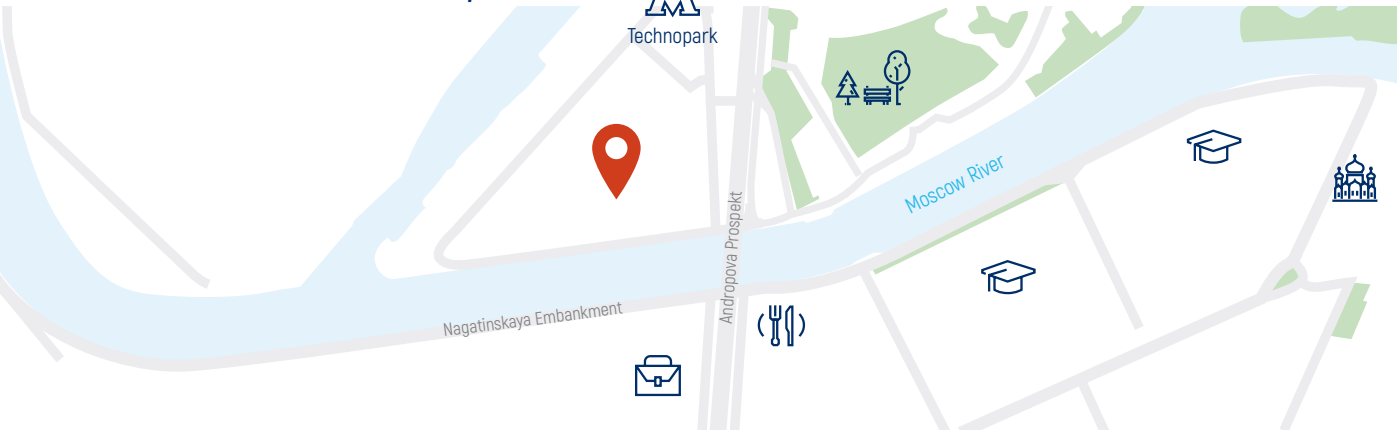 Technopark
Moscow River
Andropova Prospekt
Nagatinskaya Embankment